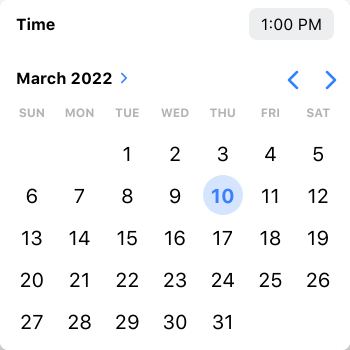 Time 1:00 PM
March 2022
SUN MON TUE WED THU FRI SAT
1 2 3 4 5
6 7 8 9 10 11 12
13 14 15 16 17 18 19
20 21 22 23 24 25 26
27 28 29 30 31